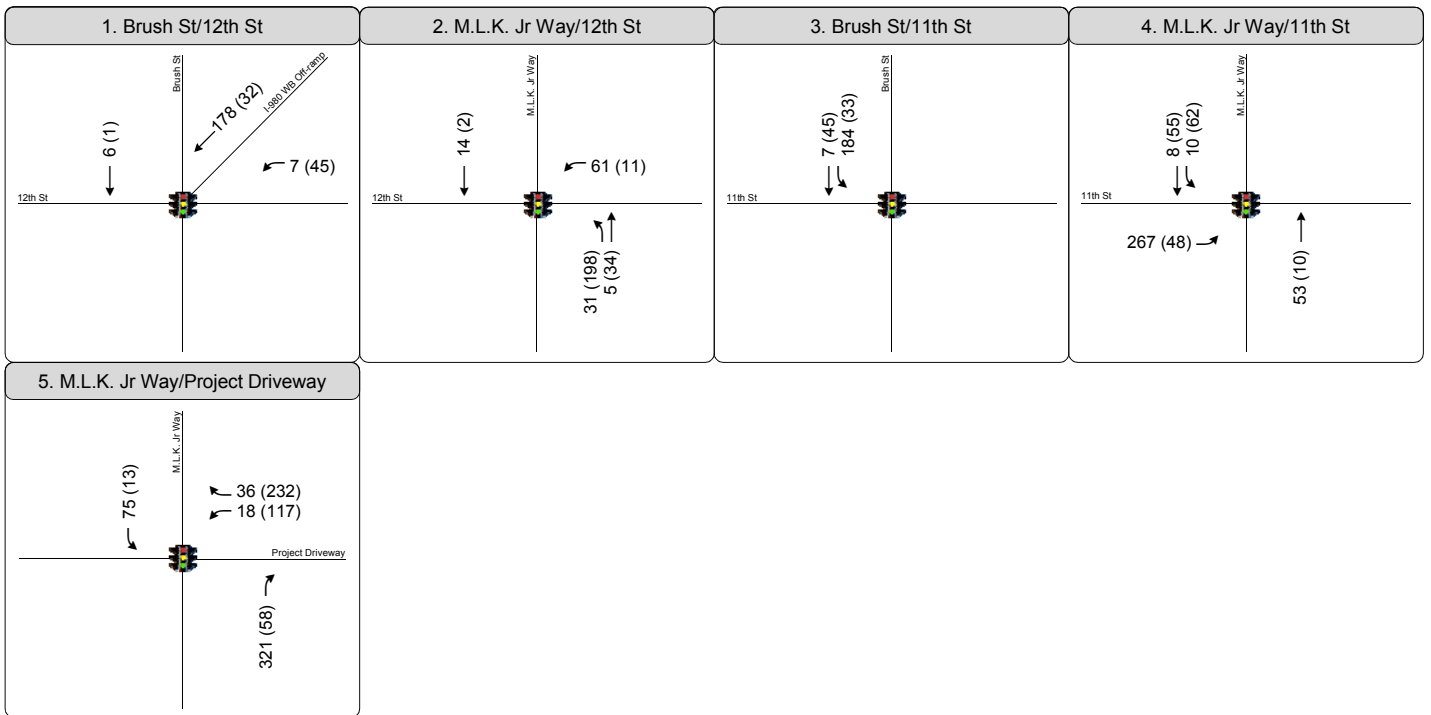 1. Brush St/12th St
Brush St
I-980 WB Off-ramp
178 (32)
6 (1)
7 (45)
12th St
2. M.L.K. Jr Way/12th St
M.L.K. Jr Way
14 (2)
61 (11)
12th St
31 (198)
5 (34)
3. Brush St/11th St
Brush St
7 (45)
184 (33)
11th St
4. M.L.K. Jr Way/11th St
M.L.K. Jr Way
8 (55)
10 (62)
11th St
267 (48)
53 (10)
5. M.L.K. Jr Way/Project Driveway
M.L.K. Jr Way
75 (13)
36 (232)
18 (117)
Project Driveway
321 (58)